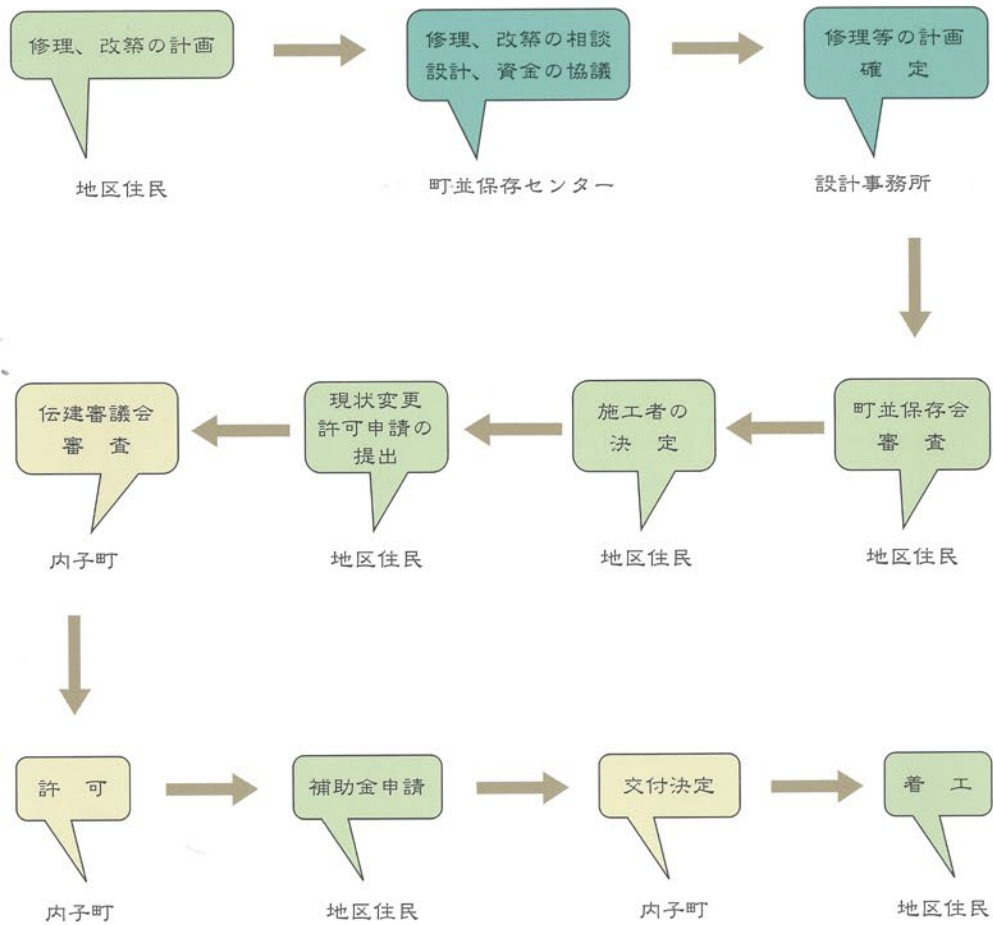 修理、改築の計画
地区住民
修理、改築の相談
設計、資金の協議
町並保存センター
修理等の計画
確　定
設計事務所
町並保存会
審　査
地区住民
施工者の
決　定
地区住民
現状変更
許可申請の
提出
地区住民
伝建審議会
審　査
内子町
許　可
内子町
補助金申請
地区住民
交付決定
内子町
着　工
地区住民